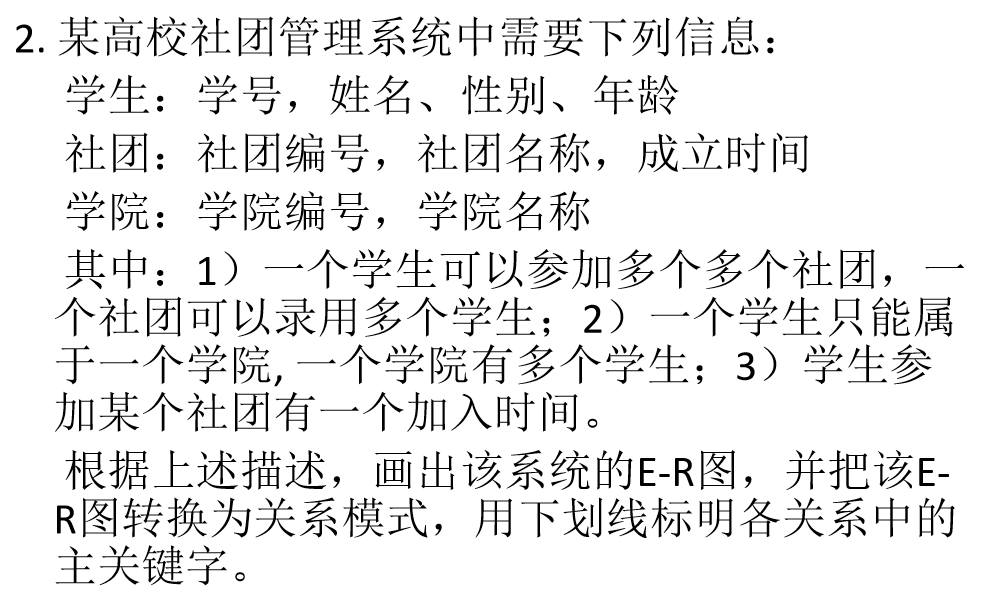 2. 某高校社团管理系统中需要下列信息：
学生：学号，姓名、性别、年龄
社团：社团编号，社团名称，成立时间
学院：学院编号，学院名称
其中：1）一个学生可以参加多个多个社团，一
个社团可以录用多个学生；2）一个学生只能属
于一个学院, 一个学院有多个学生；3）学生参
加某个社团有一个加入时间。
根据上述描述，画出该系统的E-R图，并把该E-
R图转换为关系模式，用下划线标明各关系中的
主关键字。